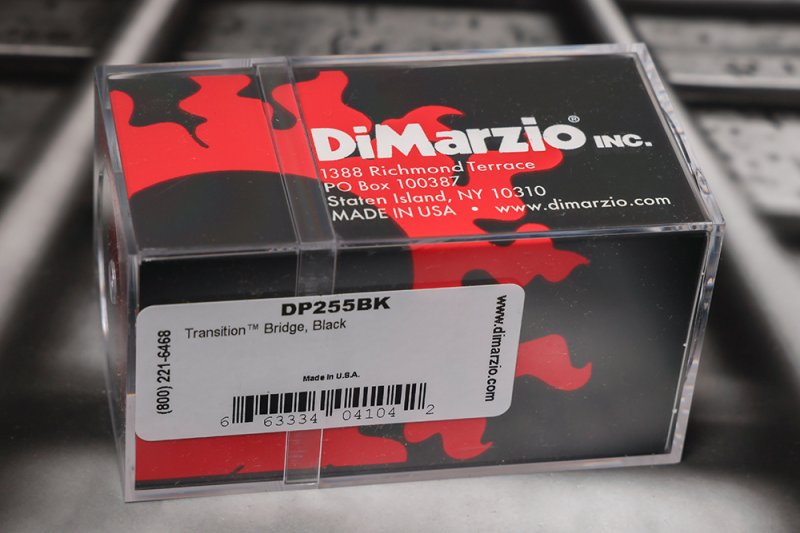 DiMarzio® INC.
1388 Richmond Terrace
PO Box 100387
Staten Island, NY 10310
MADE IN USA • www.dimarzio.com
DP255BK
Transition™ Bridge, Black
(800) 221-6468
www.dimarzio.com
Made in U.S.A.
6 63334 04104 2